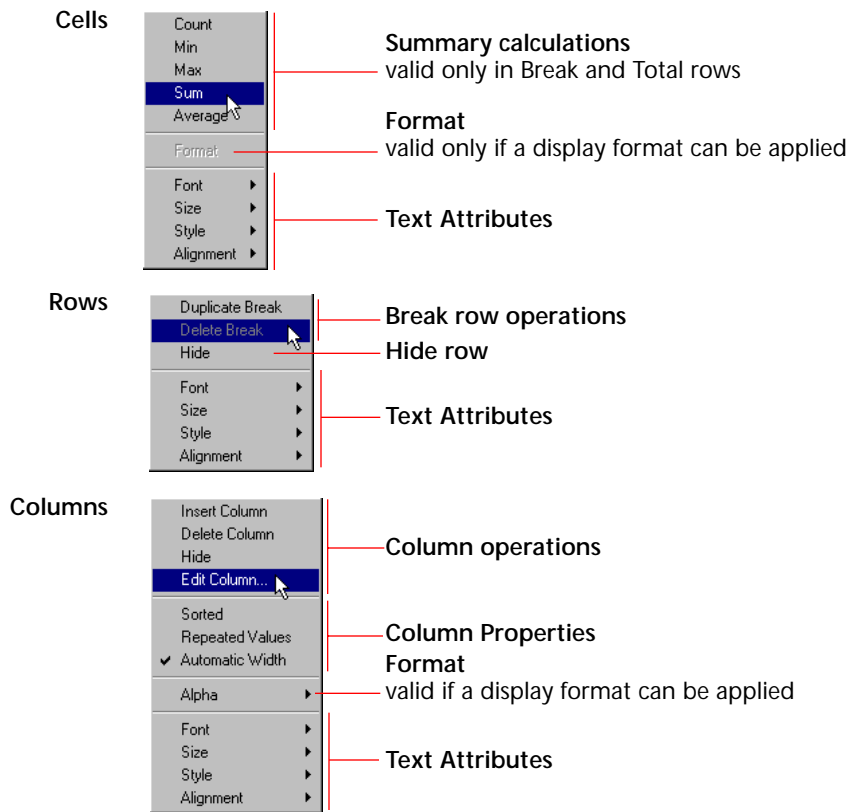 Cells
Count
Min
Max
Sum
Average
Format
Font
Size
Style
Alignment
Summary calculations
valid only in Break and Total rows
Format
valid only if a display format can be applied
Text Attributes
Rows
Duplicate Break
Delete Break
Hide
Font
Size
Style
Alignment
Break row operations
Hide row
Text Attributes
Columns
Insert Column
Delete Column
Hide
Edit Column...
Sorted
Repeated Values
Automatic Width
Alpha
Font
Size
Style
Alignment
Column operations
Column Properties
Format
valid if a display format can be applied
Text Attributes